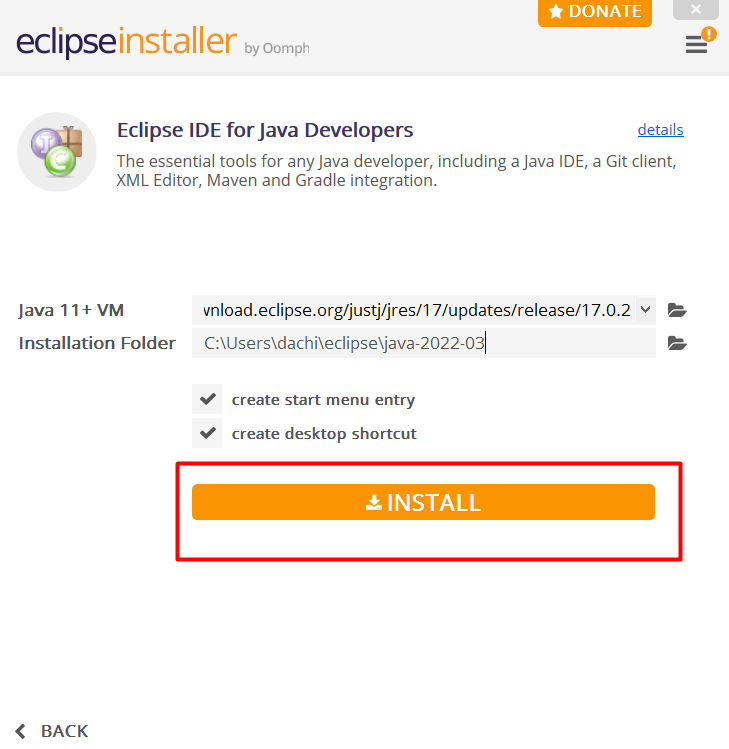 DONATE
eclipseinstaller by Oomph
Eclipse IDE for Java Developers
details
The essential tools for any Java developer, including a Java IDE, a Git client,
XML Editor, Maven and Gradle integration.
Java 11+ VM
wnload.eclipse.org/justj/jres/17/updates/release/17.0.2
Installation Folder
C:\Users\dachi\eclipse\java-2022-03
create start menu entry
create desktop shortcut
INSTALL
BACK